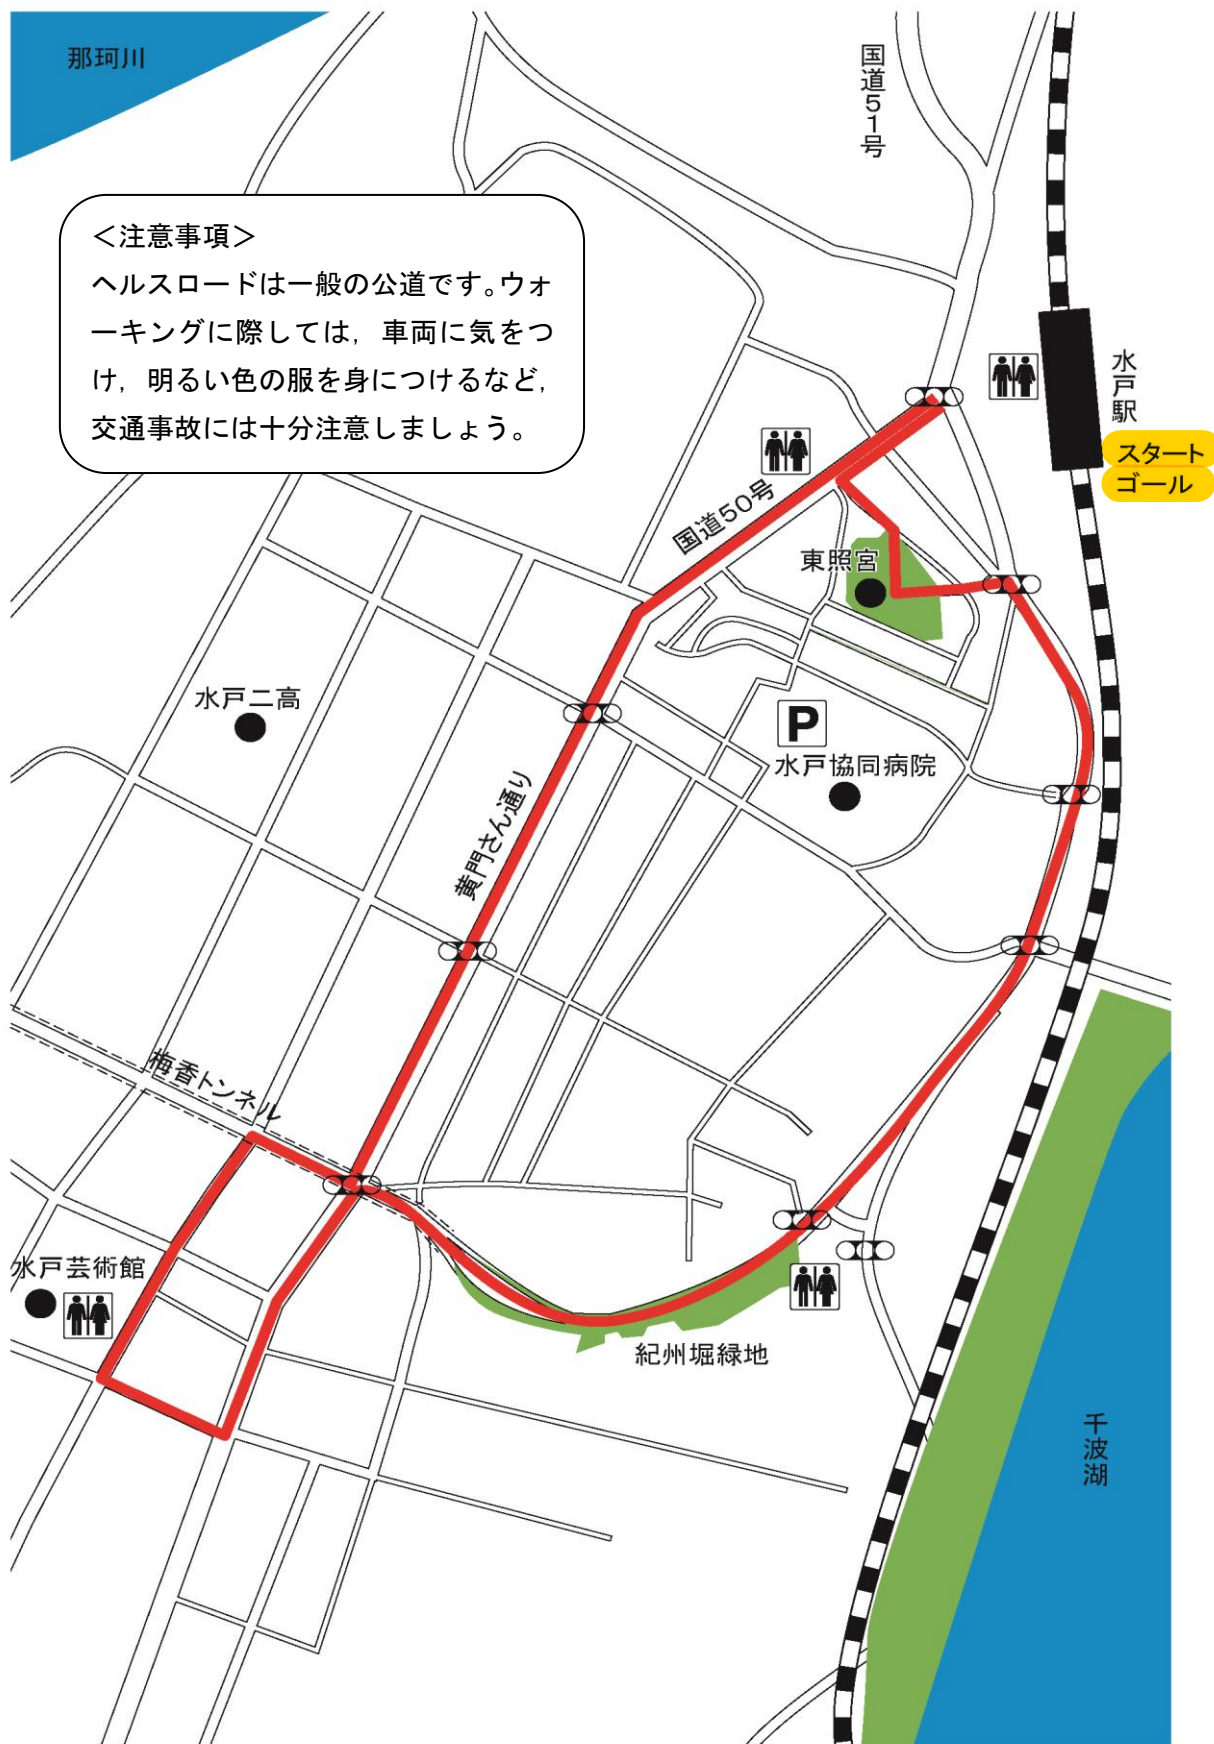 那珂川
国道51号
＜注意事項＞
ヘルスロードは一般の公道です。ウォ
ーキングに際しては，車両に気をつ
け，明るい色の服を身につけるなど，
交通事故には十分注意しましょう。
水戸駅
スタート
ゴール
国道50号
東照宮
水戸二高
P
水戸協同病院
黄門さん通り
梅香トンネル
水戸芸術館
紀州堀緑地
千波湖